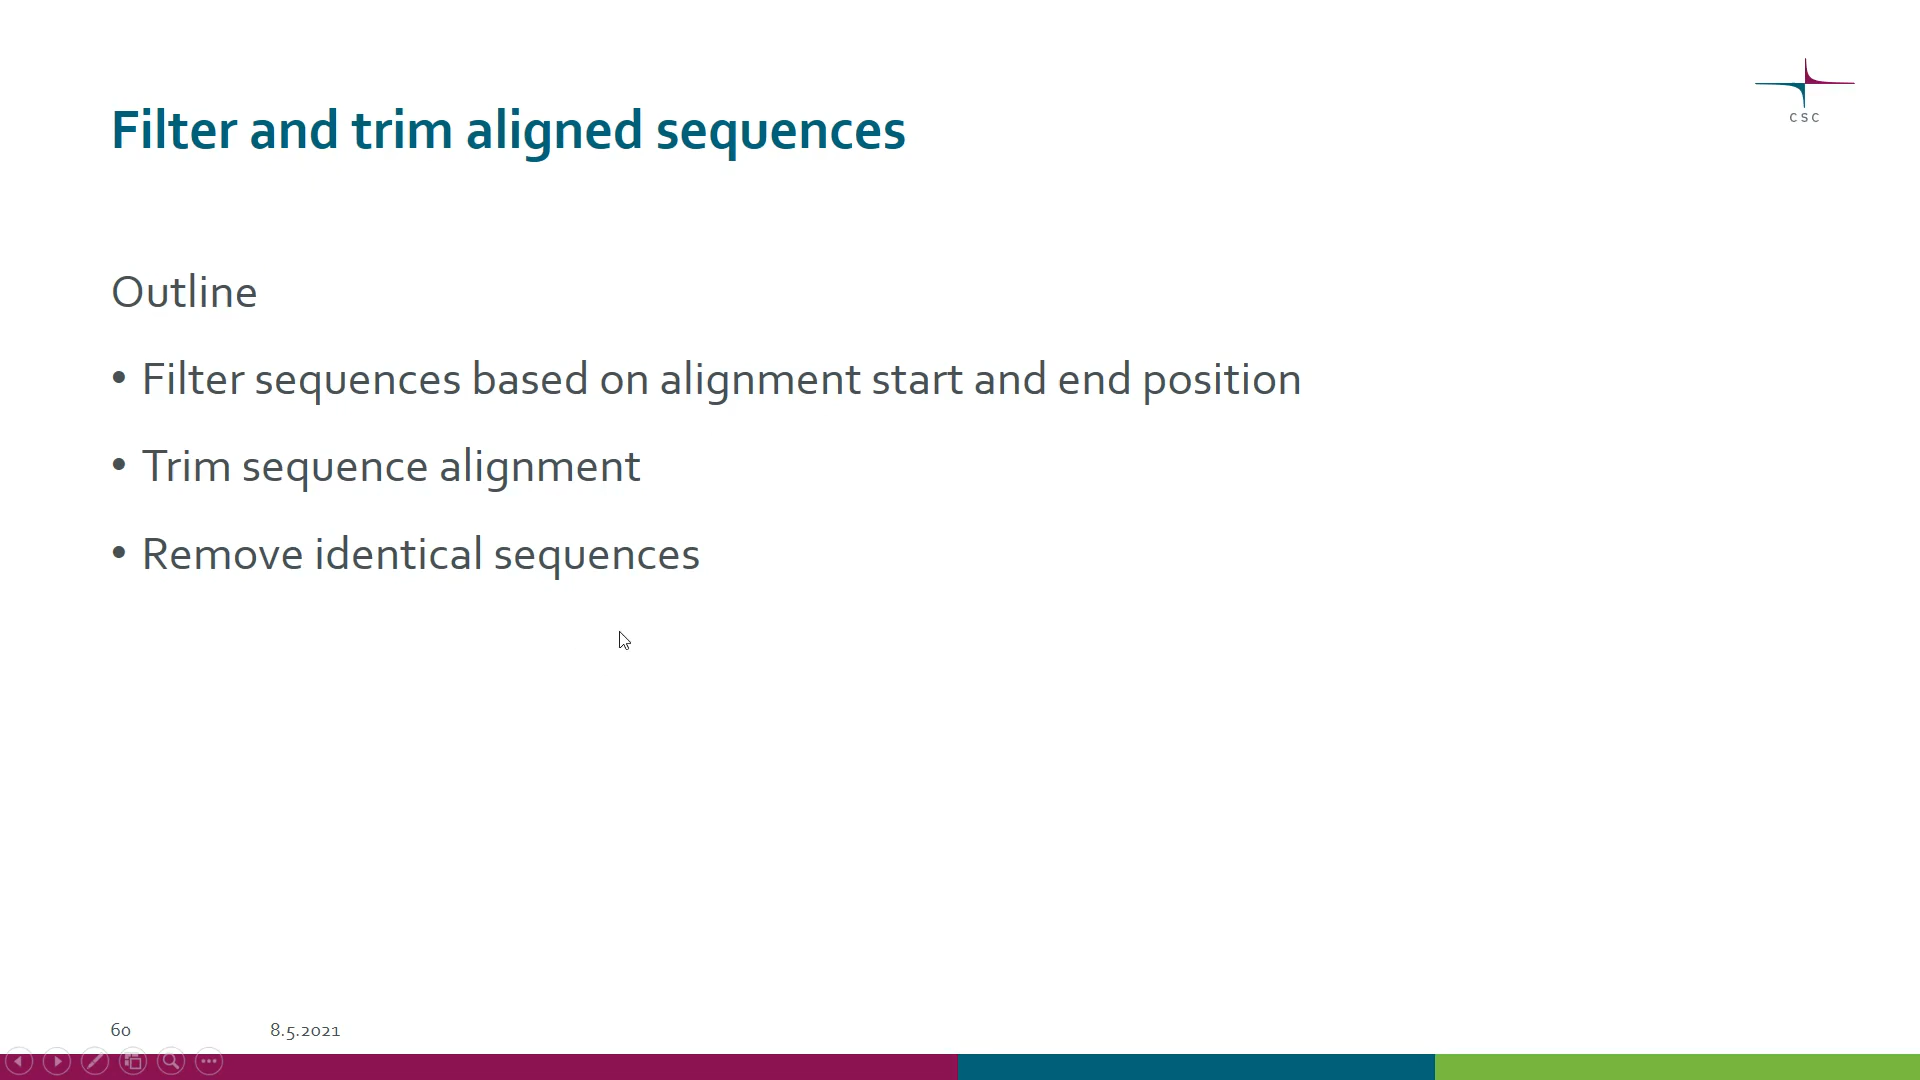 CSC
Filter and trim aligned sequences
Outline
• Filter sequences based on alignment start and end position
• Trim sequence alignment
• Remove identical sequences
60
8.5.2021